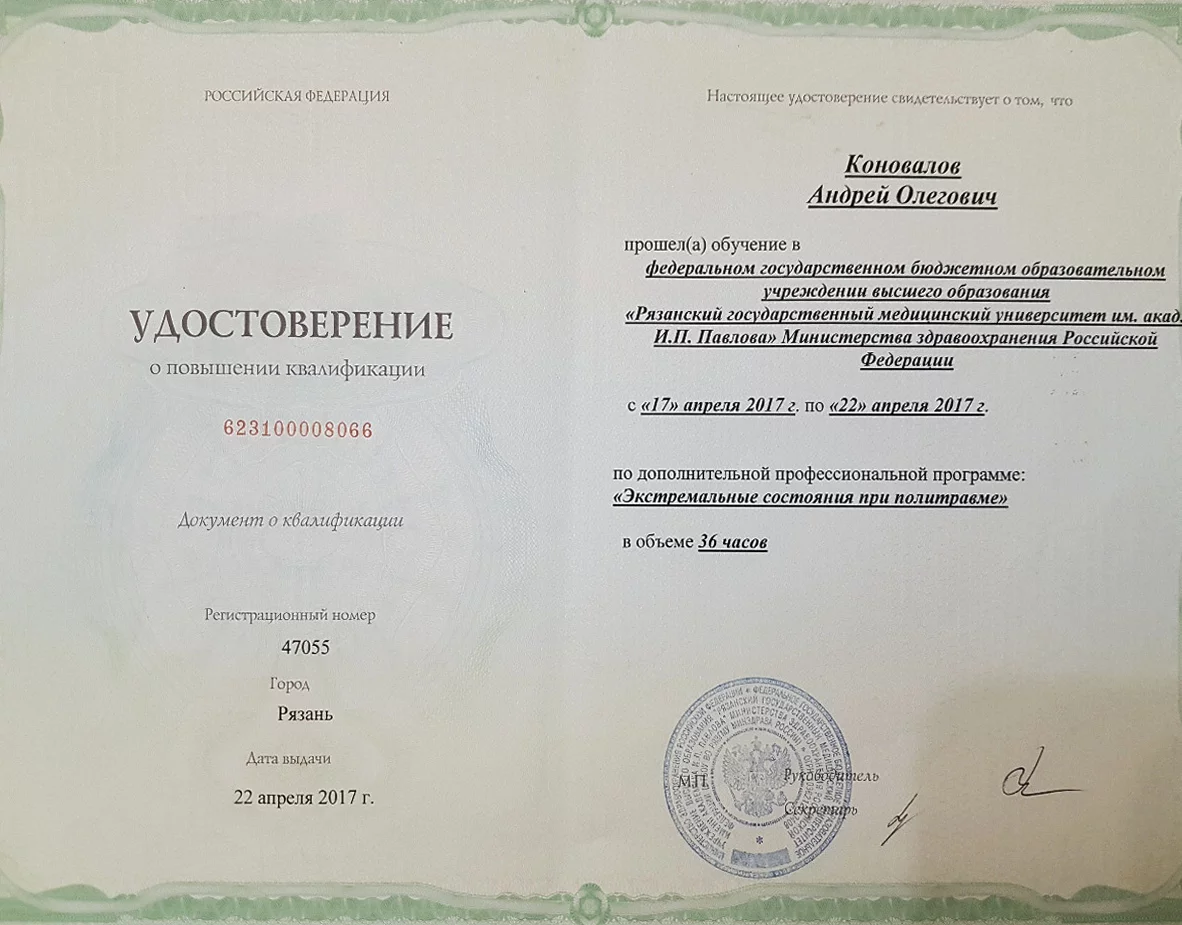 РОССИЙСКАЯ ФЕДЕРАЦИЯ
УДОСТОВЕРЕНИЕ
о повышении квалификации
623100008066
Документ о квалификации
Регистрационный номер
47055
Город
Рязань
Дата выдачи
22 апреля 2017 г.
Настоящее удостоверение свидетельствует о том, что
Коновалов
Андрей Олегович
прошел(а) обучение в
федеральном государственном бюджетном образовательном
учреждении высшего образования
«Рязанский государственный медицинский университет им. акад.
И.П. Павлова» Министерства здравоохранения Российской
Федерации
с «17» апреля 2017 г. по «22» апреля 2017 г.
по дополнительной профессиональной программе:
«Экстремальные состояния при политравме»
в объеме 36 часов
М.П.
Руководитель
Секретарь